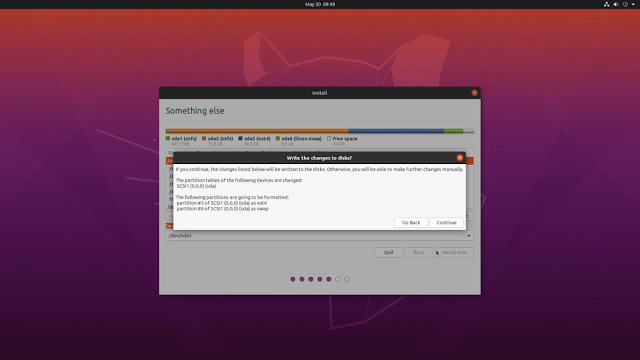 May 30 09:49
Install
Something else
sda1 (ntfs) sda2 (ntfs) sda5 (ext4) sda6 (linux-swap) free space
Write the changes to disks?
If you continue, the changes listed below will be written to the disks. Otherwise, you will be able to make further changes manually.
The partition tables of the following devices are changed:
SCSI1 (0,0,0) (sda)
The following partitions are going to be formatted:
partition #5 of SCSI1 (0,0,0) (sda) as ext4
partition #6 of SCSI1 (0,0,0) (sda) as swap
Go Back Continue
/dev/sda5
Quit Back Install Now